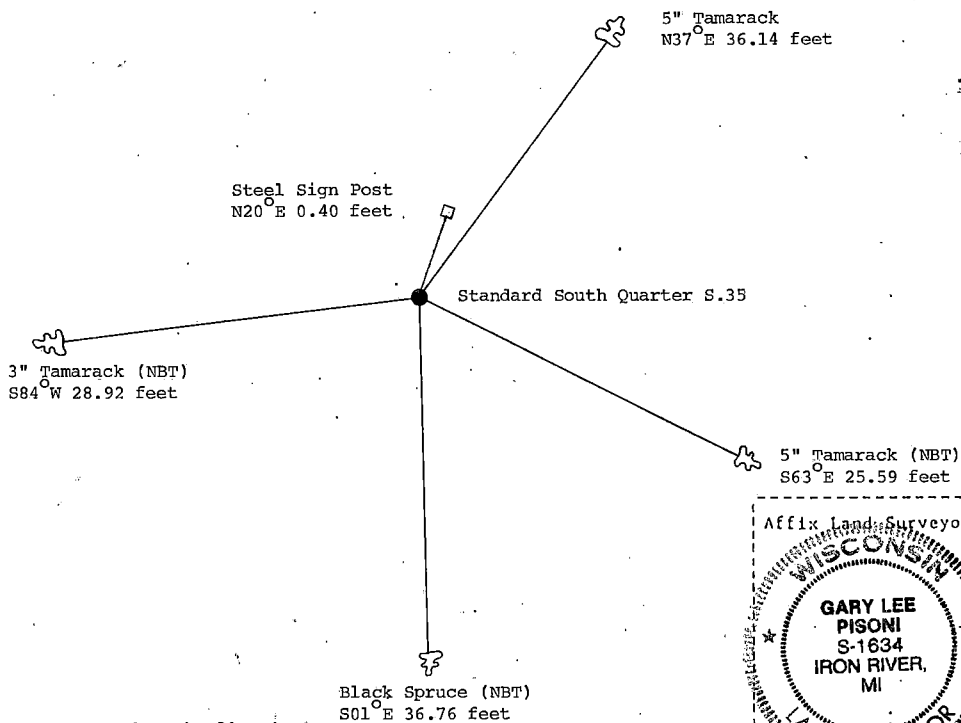 5" Tamarack
N37°E 36.14 feet
Steel Sign Post
N20°E 0.40 feet
Standard South Quarter S.35
3" Tamarack (NBT)
S84°W 28.92 feet
5" Tamarack (NBT)
S63°E 25.59 feet
Affix Land Surveyo
WISCONSIN
GARY LEE
PISONI
S-1634
IRON RIVER,
MI
Black Spruce (NBT)
S01°E 36.76 feet